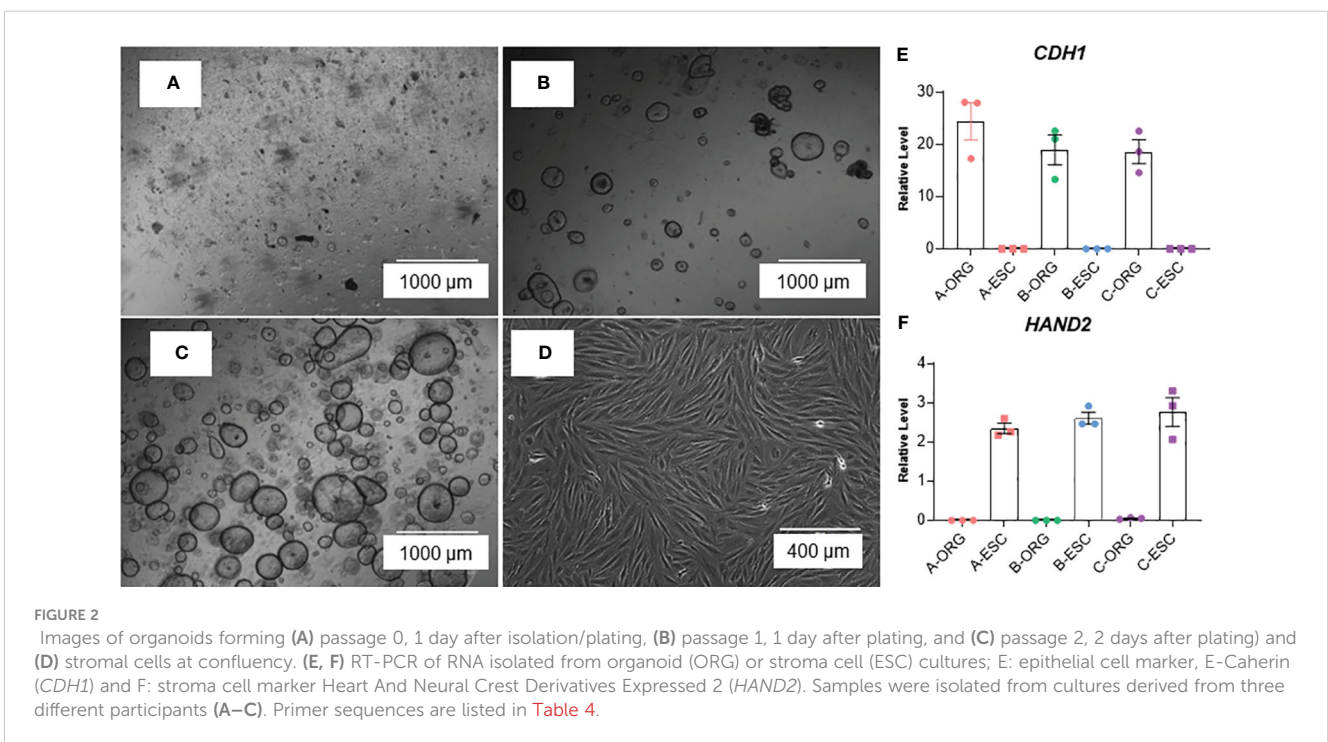 A
B
1000 µm
1000 µm
C
D
1000 µm
400 µm
E
CDH1
30
20
10
0
Relative Level
A-ORG
A-ESC
B-ORG
B-ESC
C-ORG
C-ESC
F
HAND2
4
3
2
1
0
Relative Level
A-ORG
A-ESC
B-ORG
B-ESC
C-ORG
C-ESC
FIGURE 2
Images of organoids forming (A) passage 0, 1 day after isolation/plating, (B) passage 1, 1 day after plating, and (C) passage 2, 2 days after plating) and
(D) stromal cells at confluency. (E, F) RT-PCR of RNA isolated from organoid (ORG) or stroma cell (ESC) cultures; E: epithelial cell marker, E-Caherin
(CDH1) and F: stroma cell marker Heart And Neural Crest Derivatives Expressed 2 (HAND2). Samples were isolated from cultures derived from three
different participants (A–C). Primer sequences are listed in Table 4.